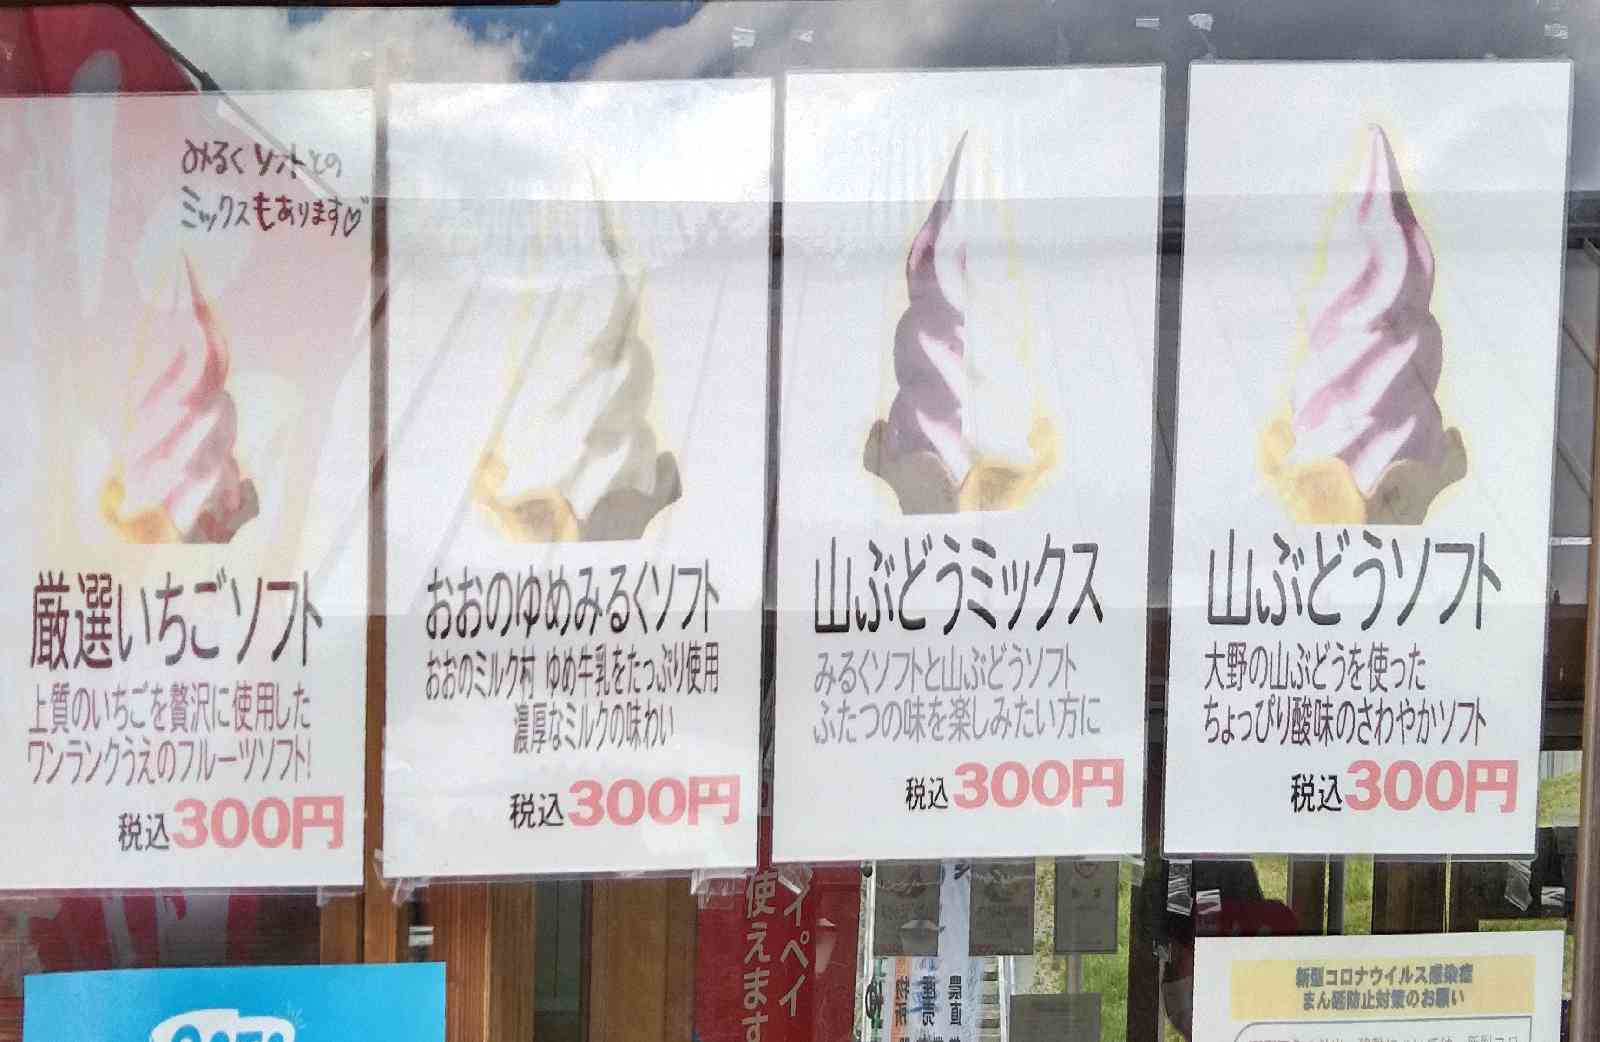 みるくソフトとの
ミックスもあります♡
厳選いちごソフト
上質のいちごを贅沢に使用した
ワンランクうえのフルーツソフト!
税込300円
おおのゆめみるくソフト
おおのミルク村 ゆめ牛乳をたっぷり使用
濃厚なミルクの味わい
税込300円
山ぶどうミックス
みるくソフトと山ぶどうソフト
ふたつの味を楽しみたい方に
税込300円
山ぶどうソフト
大野の山ぶどうを使った
ちょっぴり酸味のさわやかソフト
税込300円
イペイ
使えます
新型コロナウイルス感染症
まん延防止対策のお願い